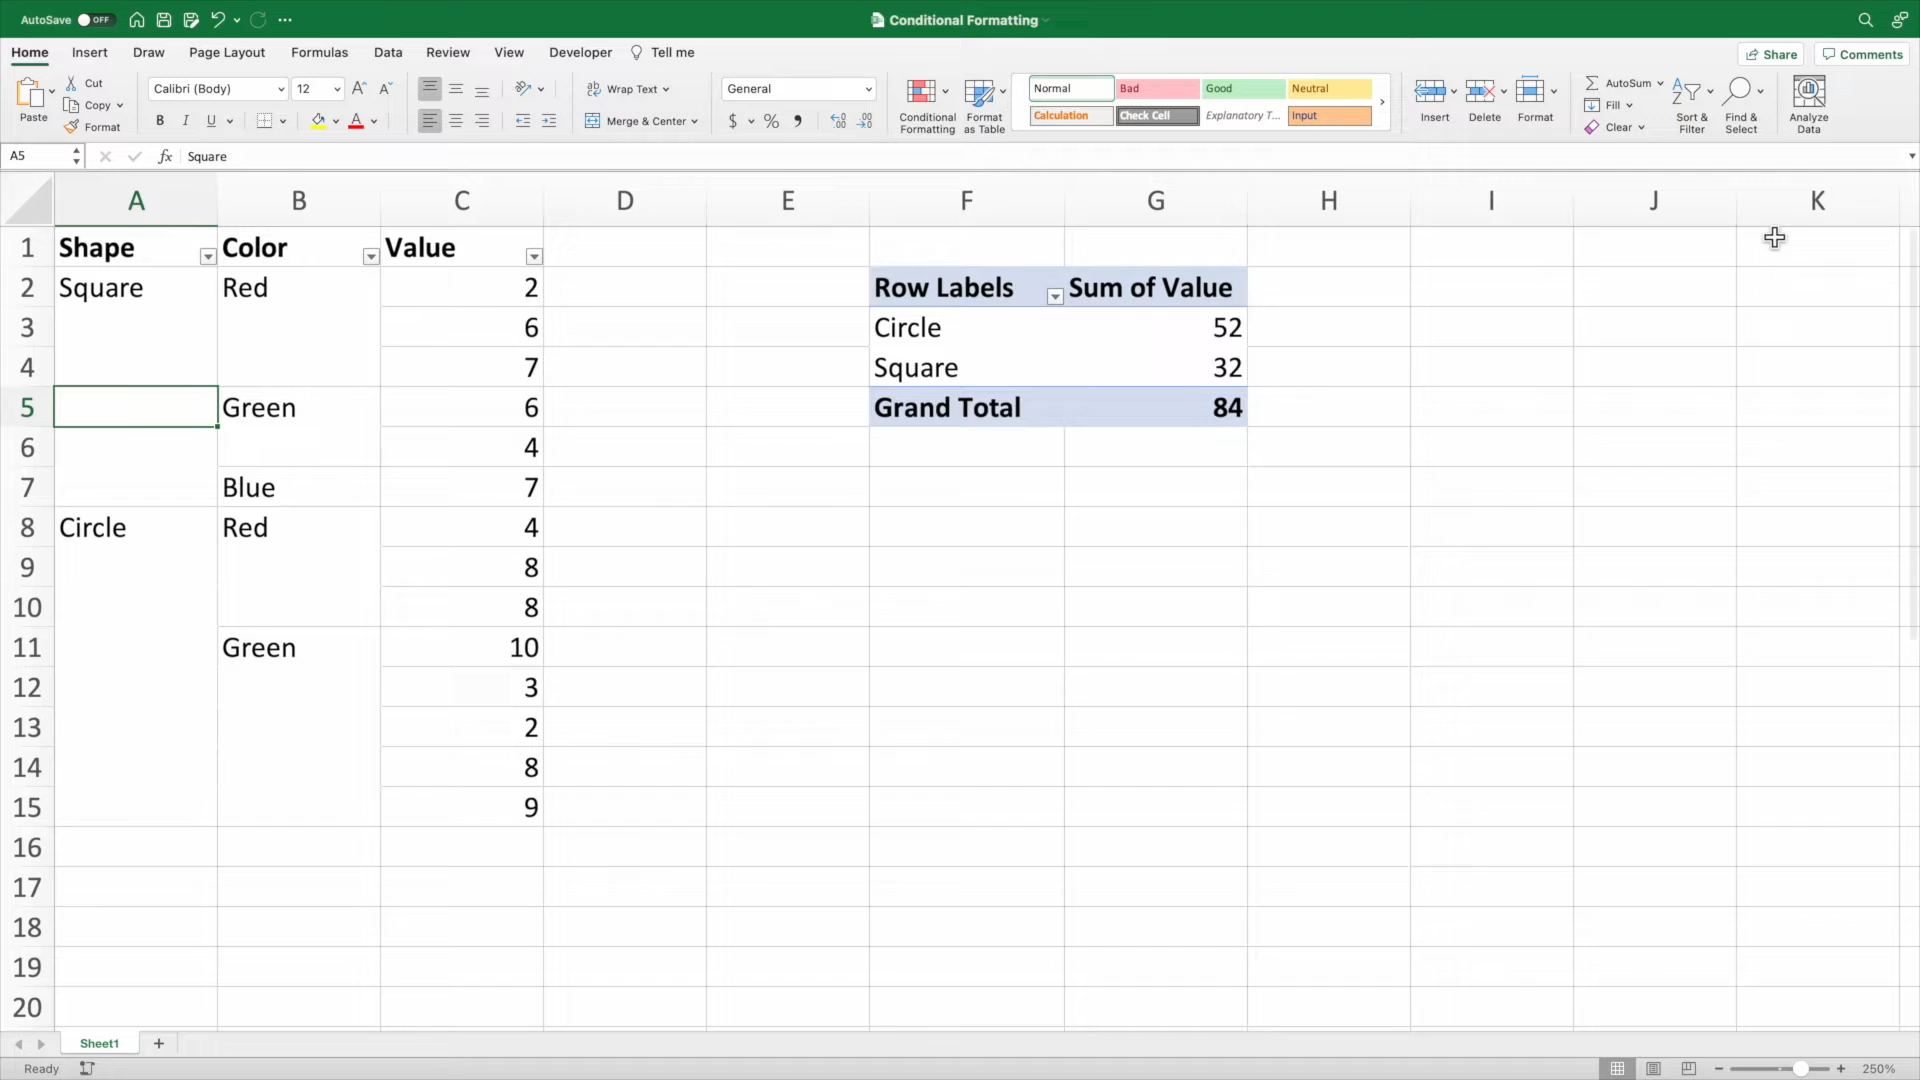 AutoSave OFF ... Conditional Formatting
Home Insert Draw Page Layout Formulas Data Review View Developer Tell me Share Comments
Paste Cut Copy Format
Calibri (Body) 12 A^ A˅
B I U A
ab Wrap Text
Merge & Center
General
$ % ,
Conditional Formatting
Format as Table
Normal Bad Good Neutral
Calculation Check Cell Explanatory T... Input
Insert Delete Format
AutoSum
Fill
Clear
Sort & Filter
Find & Select
Analyze Data
A5 fx Square
A B C D E F G H I J K
1 Shape Color Value
2 Square Red 2 Row Labels Sum of Value
3 6 Circle 52
4 7 Square 32
5 Green 6 Grand Total 84
6 4
7 Blue 7
8 Circle Red 4
9 8
10 8
11 Green 10
12 3
13 2
14 8
15 9
16
17
18
19
20
Sheet1 +
Ready 250%